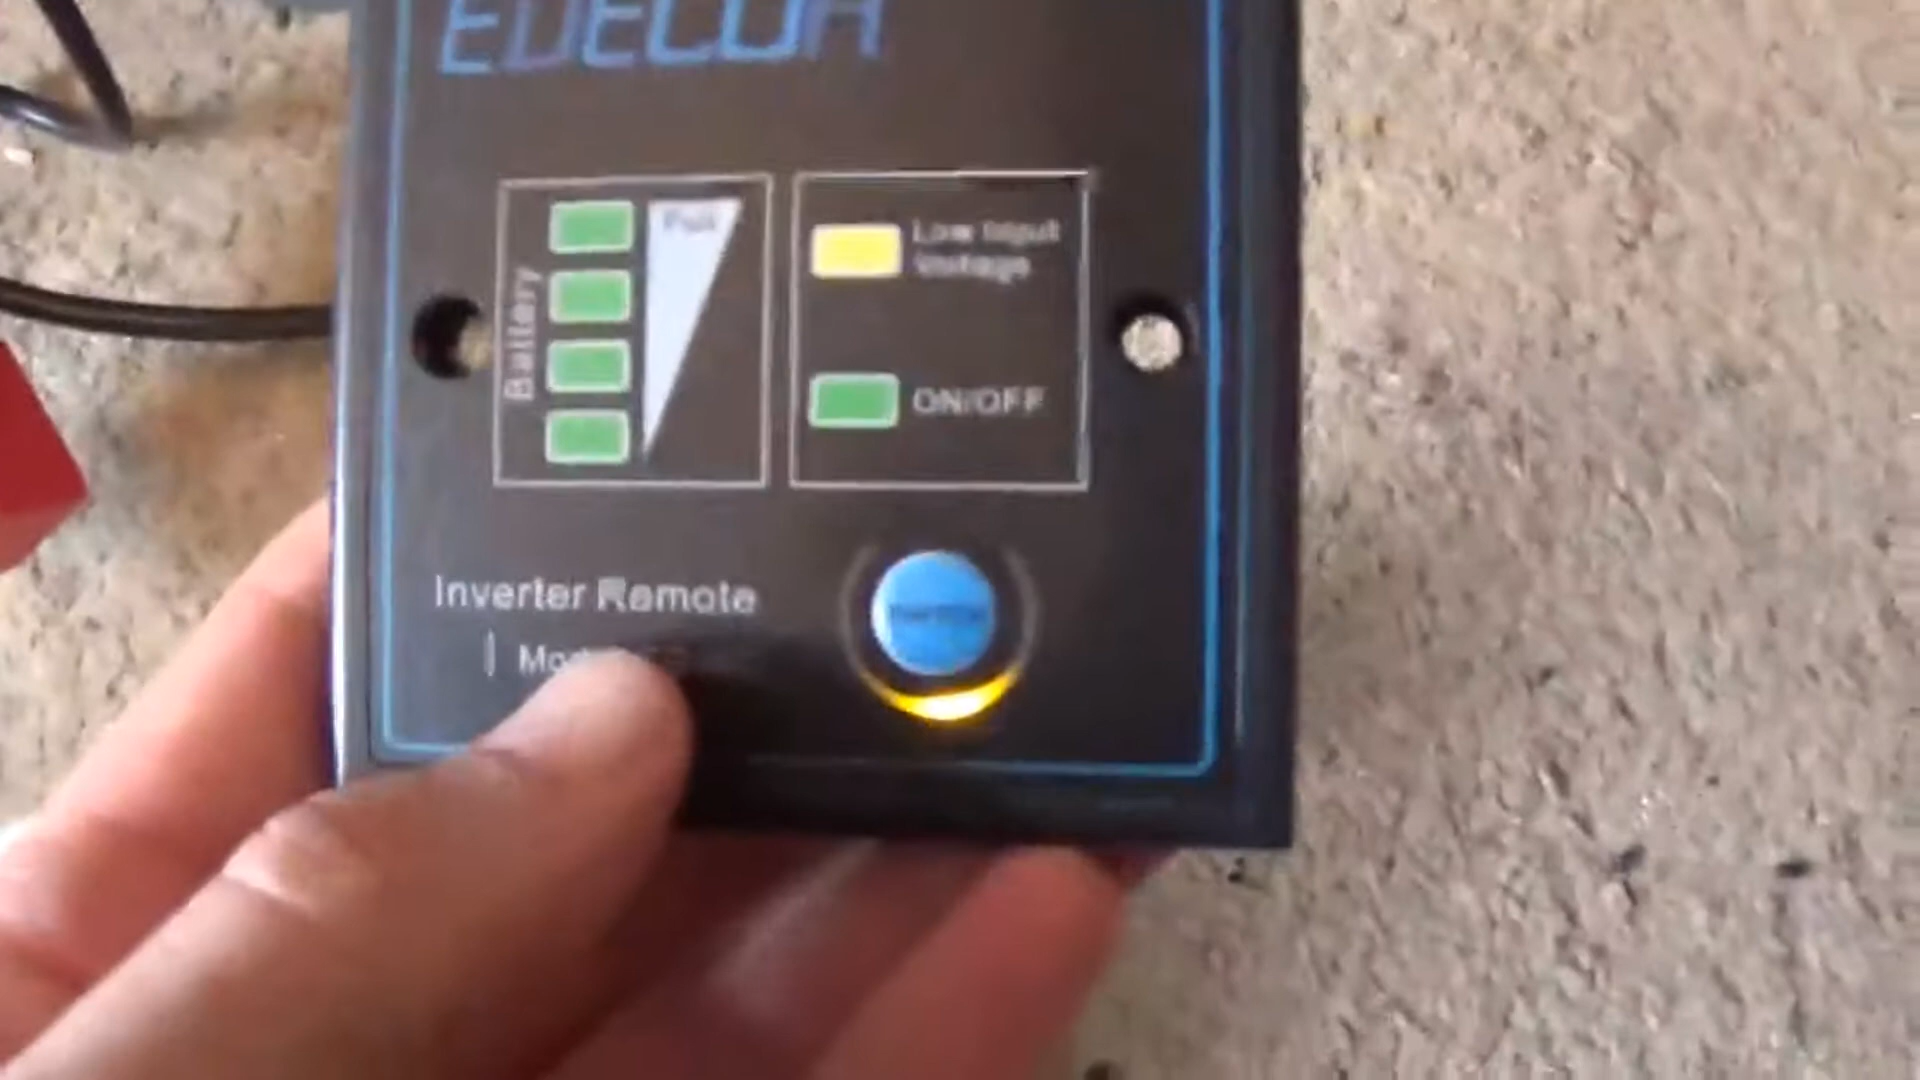 EDECOA
Full
Battery
Low Input
Voltage
ON/OFF
Inverter Remote